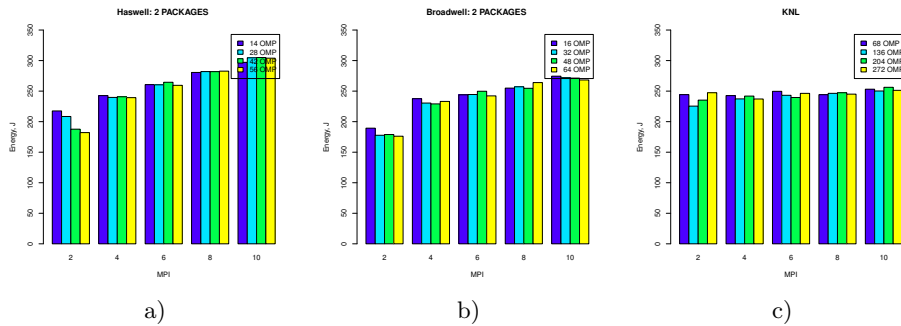 Haswell: 2 PACKAGES
14 OMP
28 OMP
42 OMP
56 OMP
Energy, J
0 50 100 150 200 250 300 350
2 4 6 8 10
MPI
a)
Broadwell: 2 PACKAGES
16 OMP
32 OMP
48 OMP
64 OMP
Energy, J
0 50 100 150 200 250 300 350
2 4 6 8 10
MPI
b)
KNL
68 OMP
136 OMP
204 OMP
272 OMP
Energy, J
0 50 100 150 200 250 300 350
2 4 6 8 10
MPI
c)